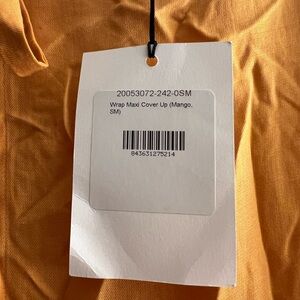 20053072-242-0SM
Wrap Maxi Cover Up (Mango,
SM)
843631275214